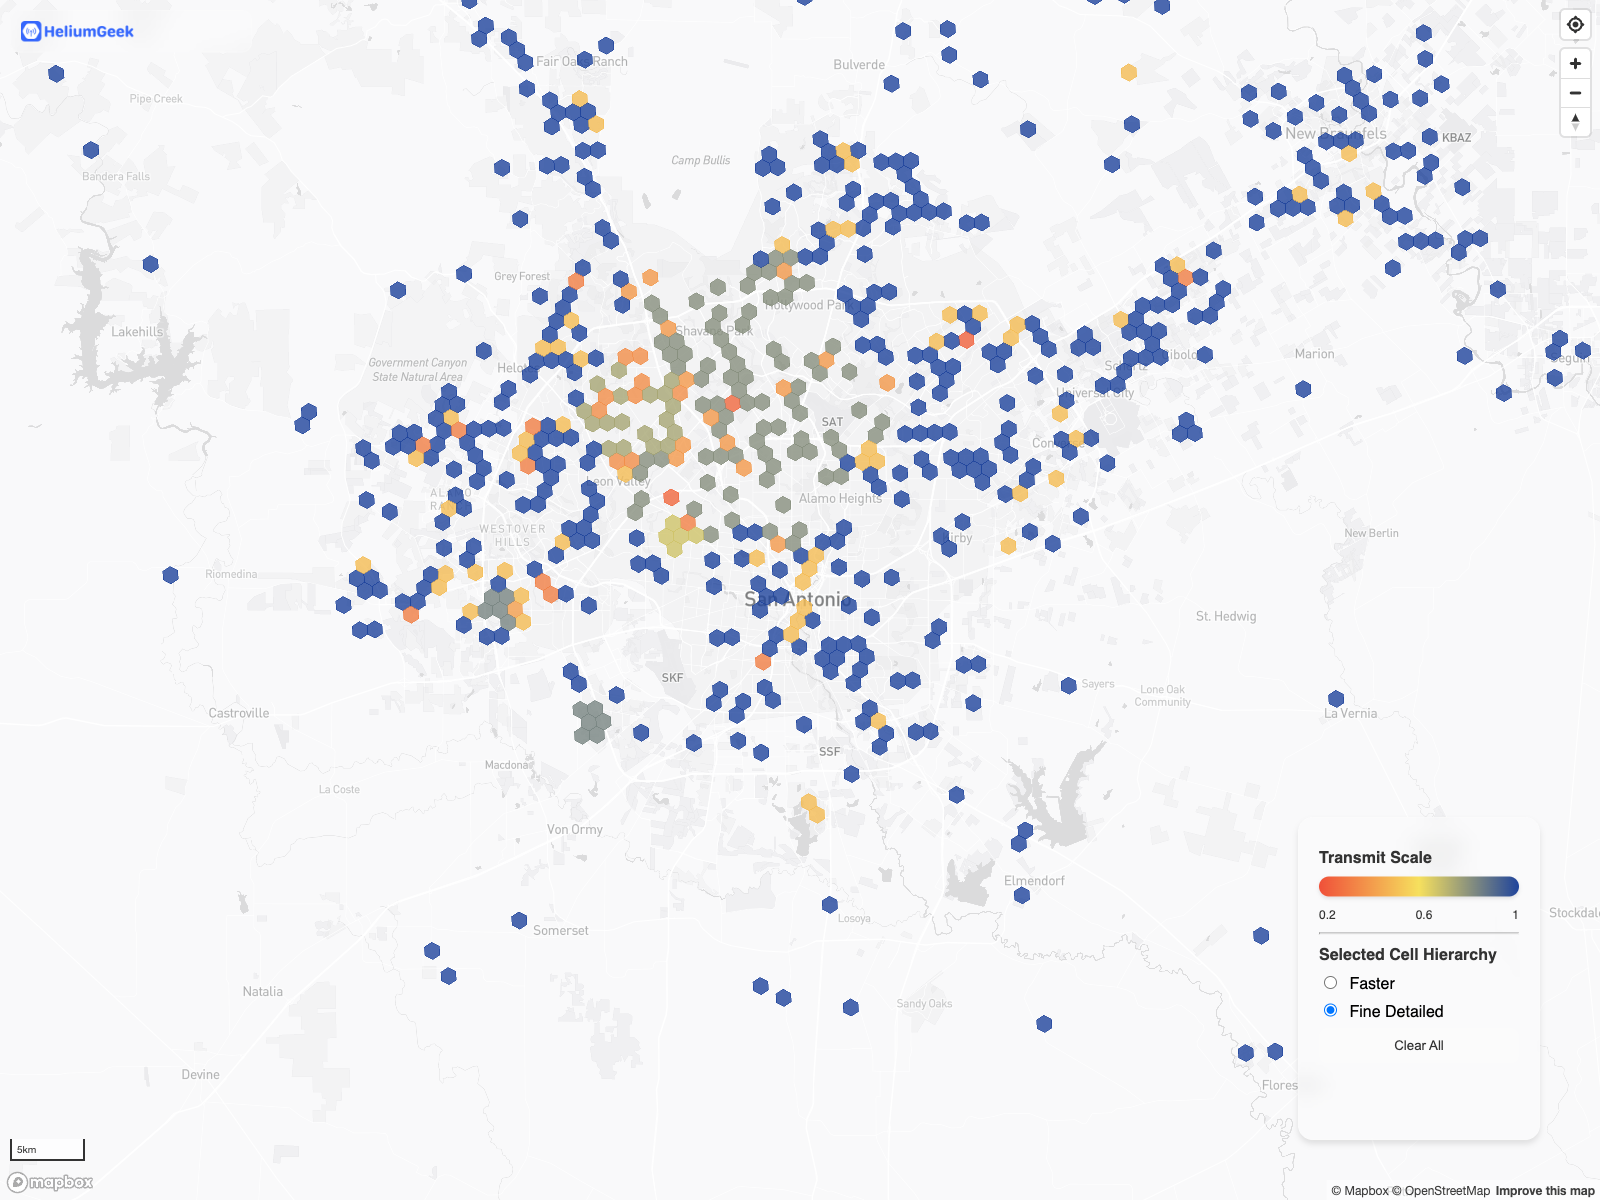 HeliumGeek
Fair Oaks Ranch
Bulverde
Pipe Creek
New Braunfels
KBAZ
Camp Bullis
Bandera Falls
Grey Forest
Hollywood Park
Lakehills
Shavano Park
Government Canyon
State Natural Area
Helotes
Cibolo
Marion
Seguin
Schertz
Universal City
SAT
Converse
Leon Valley
ALAMO
RANCH
Alamo Heights
WESTOVER
HILLS
Kirby
New Berlin
Riomedina
San Antonio
St. Hedwig
SKF
Sayers
Lone Oak
Community
Castroville
La Vernia
SSF
Macdona
La Coste
Von Ormy
Elmendorf
Losoya
Somerset
Stockdal
Natalia
Sandy Oaks
Devine
Flores
Transmit Scale
0.2 0.6 1
Selected Cell Hierarchy
Faster
Fine Detailed
Clear All
5km
mapbox
© Mapbox © OpenStreetMap Improve this map